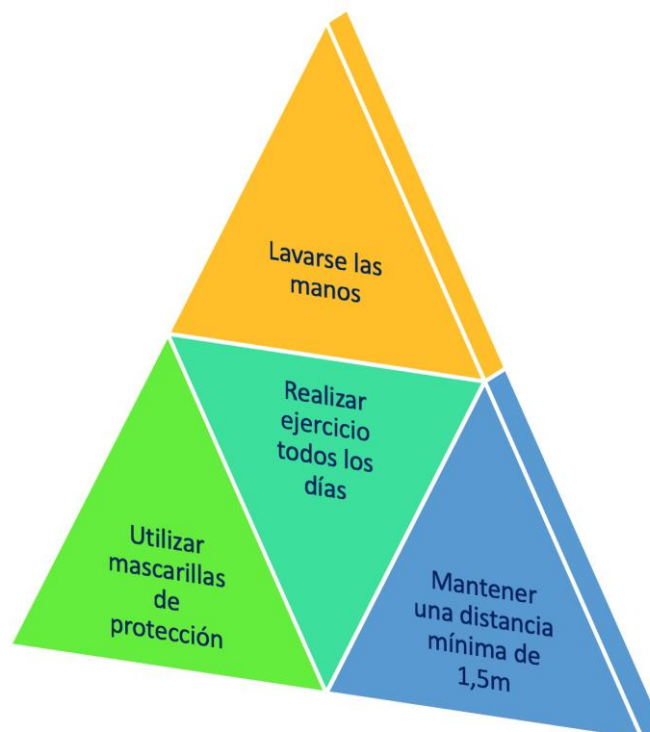 Lavarse las
manos
Realizar
ejercicio
todos los
días
Utilizar
mascarillas
de
protección
Mantener
una distancia
mínima de
1,5m